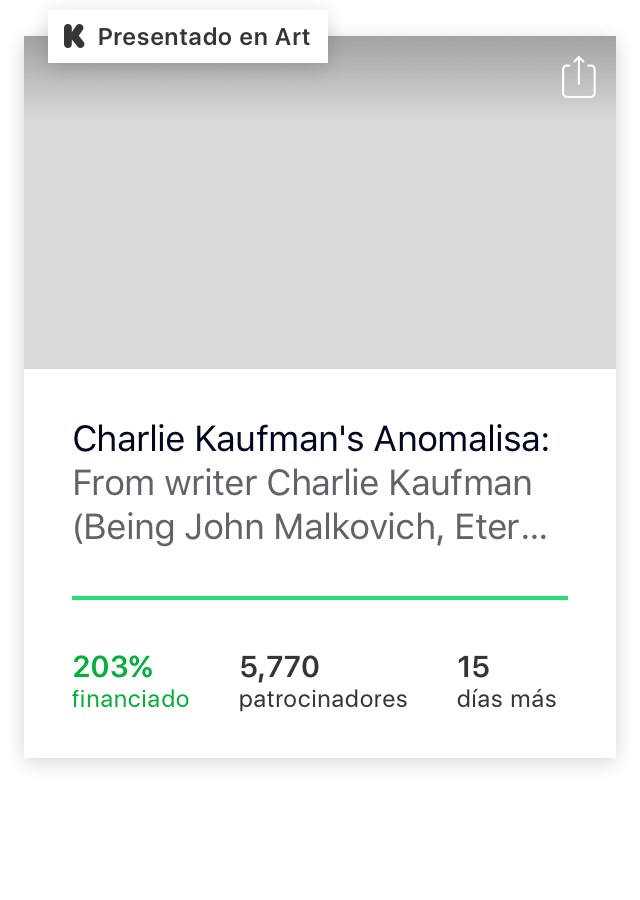 Presentado en Art
Charlie Kaufman's Anomalisa:
From writer Charlie Kaufman
(Being John Malkovich, Eter...
203%
financiado
5,770
patrocinadores
15
días más